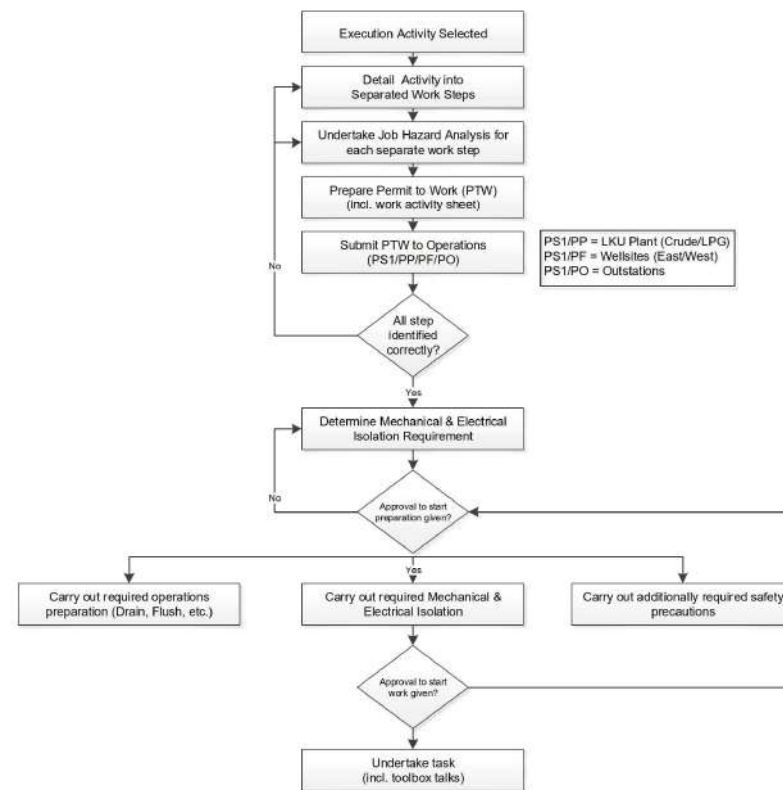 Execution Activity Selected
Detail Activity into
Separated Work Steps
Undertake Job Hazard Analysis for
each separate work step
Prepare Permit to Work (PTW)
(incl. work activity sheet)
Submit PTW to Operations
(PS1/PP/PF/PO)
PS1/PP = LKU Plant (Crude/LPG)
PS1/PF = Wellsites (East/West)
PS1/PO = Outstations
No
All step
identified
correctly?
Yes
Determine Mechanical & Electrical
Isolation Requirement
No
Approval to start
preparation given?
Yes
Carry out required operations
preparation (Drain, Flush, etc.)
Carry out required Mechanical &
Electrical Isolation
Carry out additionally required safety
precautions
Approval to start
work given?
Undertake task
(incl. toolbox talks)